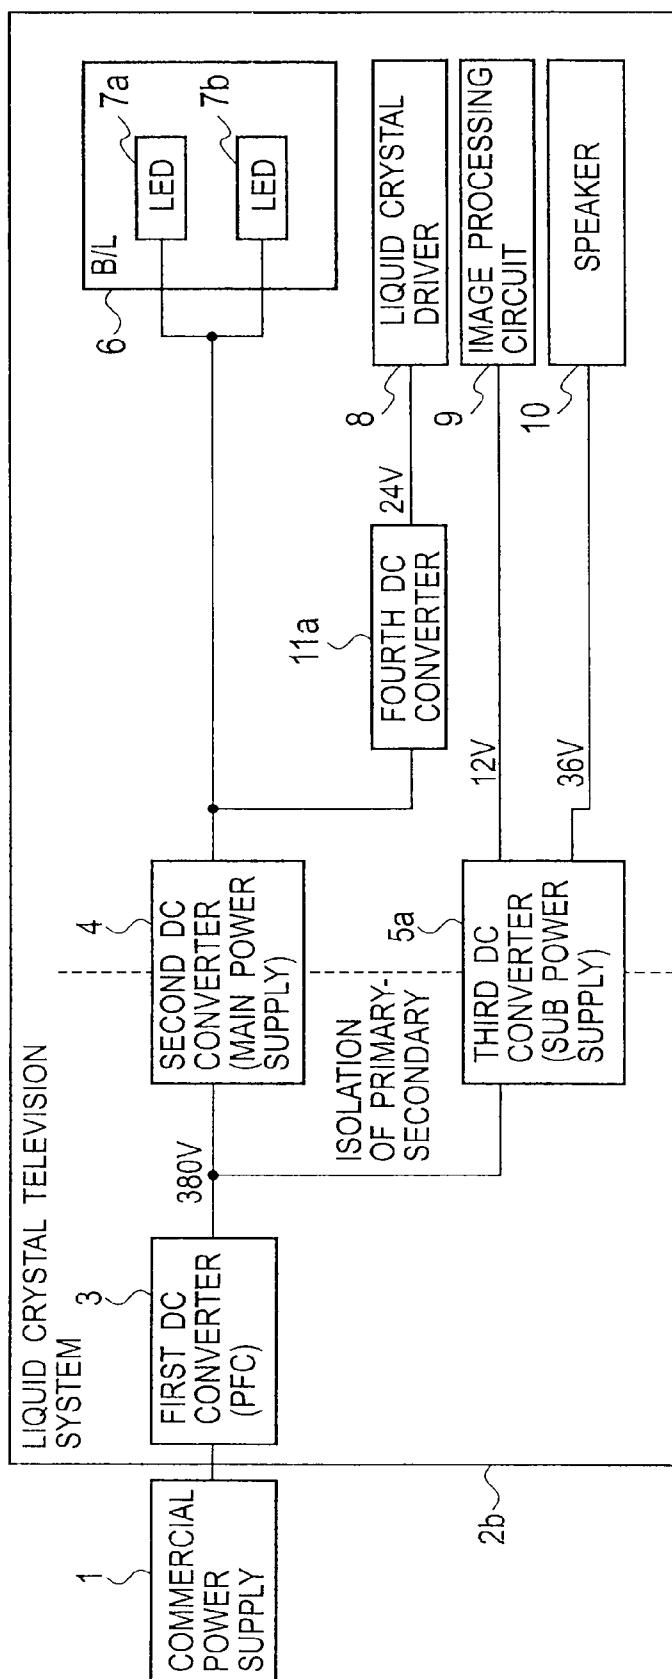 LIQUID CRYSTAL TELEVISION
SYSTEM
1
COMMERCIAL
POWER
SUPPLY
2b
3
FIRST DC
CONVERTER
(PFC)
380V
4
SECOND DC
CONVERTER
(MAIN POWER
SUPPLY)
ISOLATION
OF PRIMARY-
SECONDARY
5a
THIRD DC
CONVERTER
(SUB POWER
SUPPLY)
6
B/L
7a
LED
7b
LED
11a
FOURTH DC
CONVERTER
24V
8
LIQUID CRYSTAL
DRIVER
12V
9
IMAGE PROCESSING
CIRCUIT
36V
10
SPEAKER